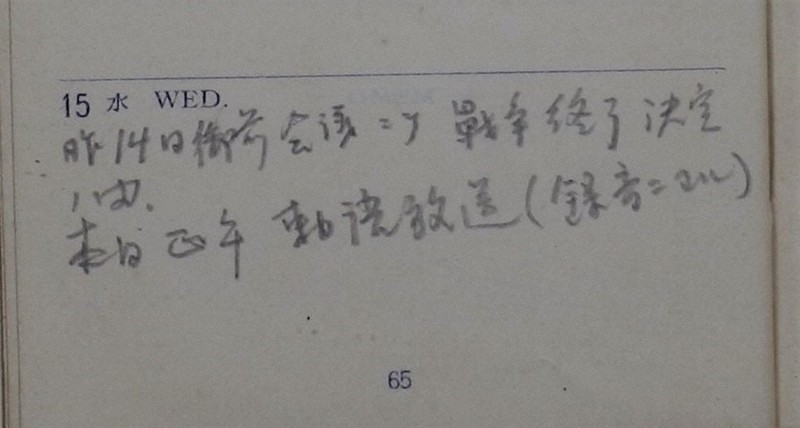 15 水 WED.
昨14日御前会議ニテ 戦争終了決定
ノ由.
本日 正午 勅語放送(録音ニヨル)
65